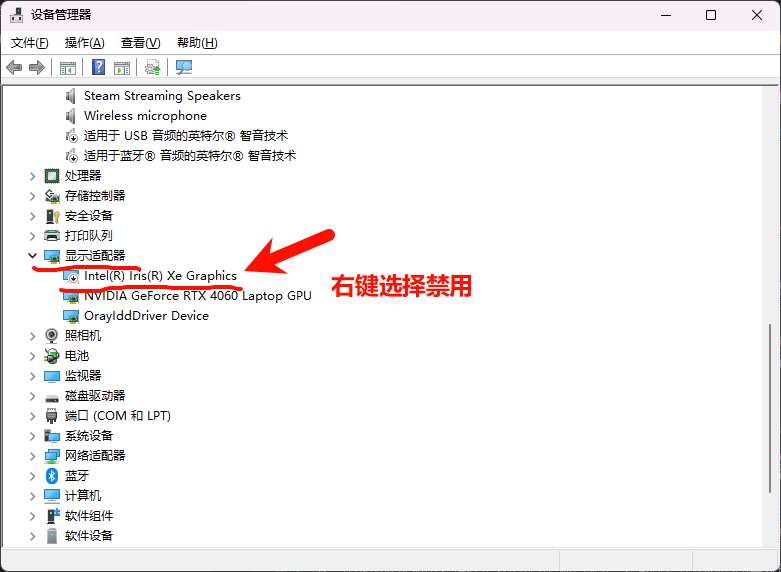 设备管理器
文件(F) 操作(A) 查看(V) 帮助(H)
Steam Streaming Speakers
Wireless microphone
适用于 USB 音频的英特尔® 智音技术
适用于蓝牙® 音频的英特尔® 智音技术
处理器
存储控制器
安全设备
打印队列
显示适配器
Intel(R) Iris(R) Xe Graphics
右键选择禁用
NVIDIA GeForce RTX 4060 Laptop GPU
OrayIddDriver Device
照相机
电池
监视器
磁盘驱动器
端口 (COM 和 LPT)
系统设备
网络适配器
蓝牙
计算机
软件组件
软件设备